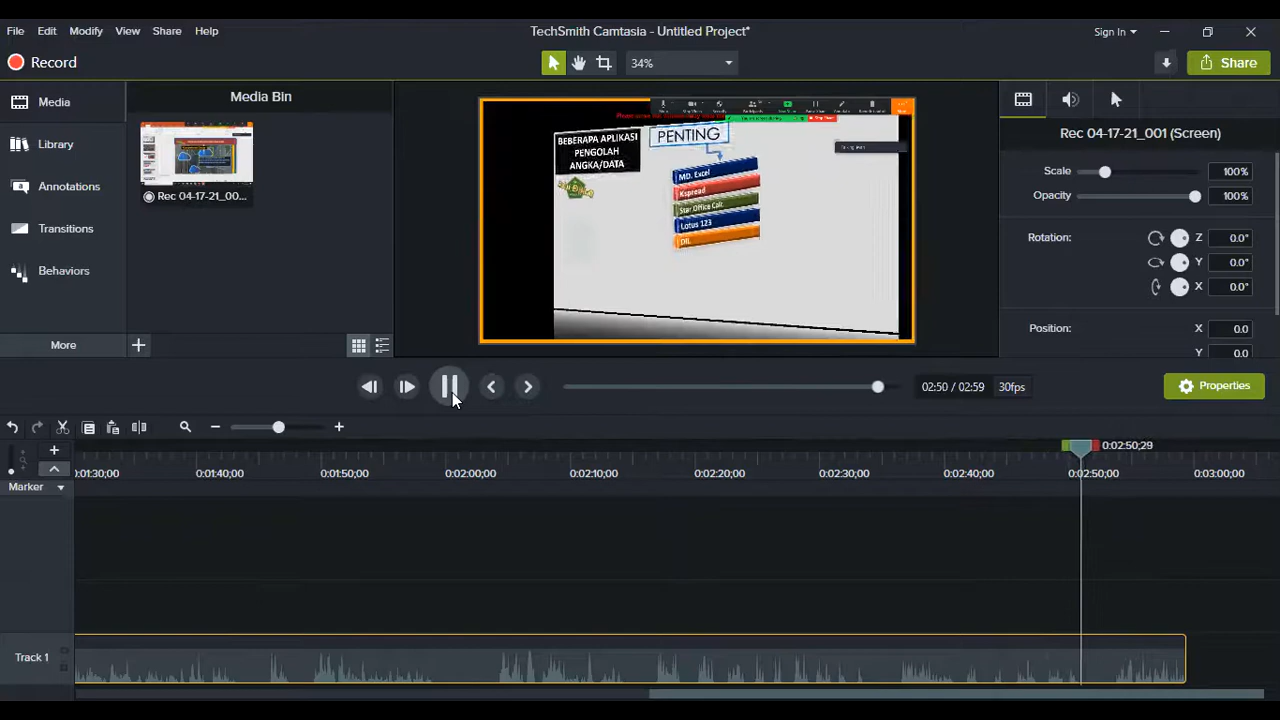 File Edit Modify View Share Help
TechSmith Camtasia - Untitled Project*
Sign In
Record
34%
Share
Media
Library
Annotations
Transitions
Behaviors
More
Media Bin
Rec 04-17-21_00...
BEBERAPA APLIKASI
PENGOLAH
ANGKA/DATA
PENTING
MD. Excel
Kspread
Star Office Calc
Lotus 123
Dll.
Rec 04-17-21_001 (Screen)
Scale 100%
Opacity 100%
Rotation: Z 0.0°
Y 0.0°
X 0.0°
Position: X 0.0
Y 0.0
02:50 / 02:59 30fps
Properties
0:02:50;29
0:01:30;00 0:01:40;00 0:01:50;00 0:02:00;00 0:02:10;00 0:02:20;00 0:02:30;00 0:02:40;00 0:02:50;00 0:03:00;00
Marker
Track 1